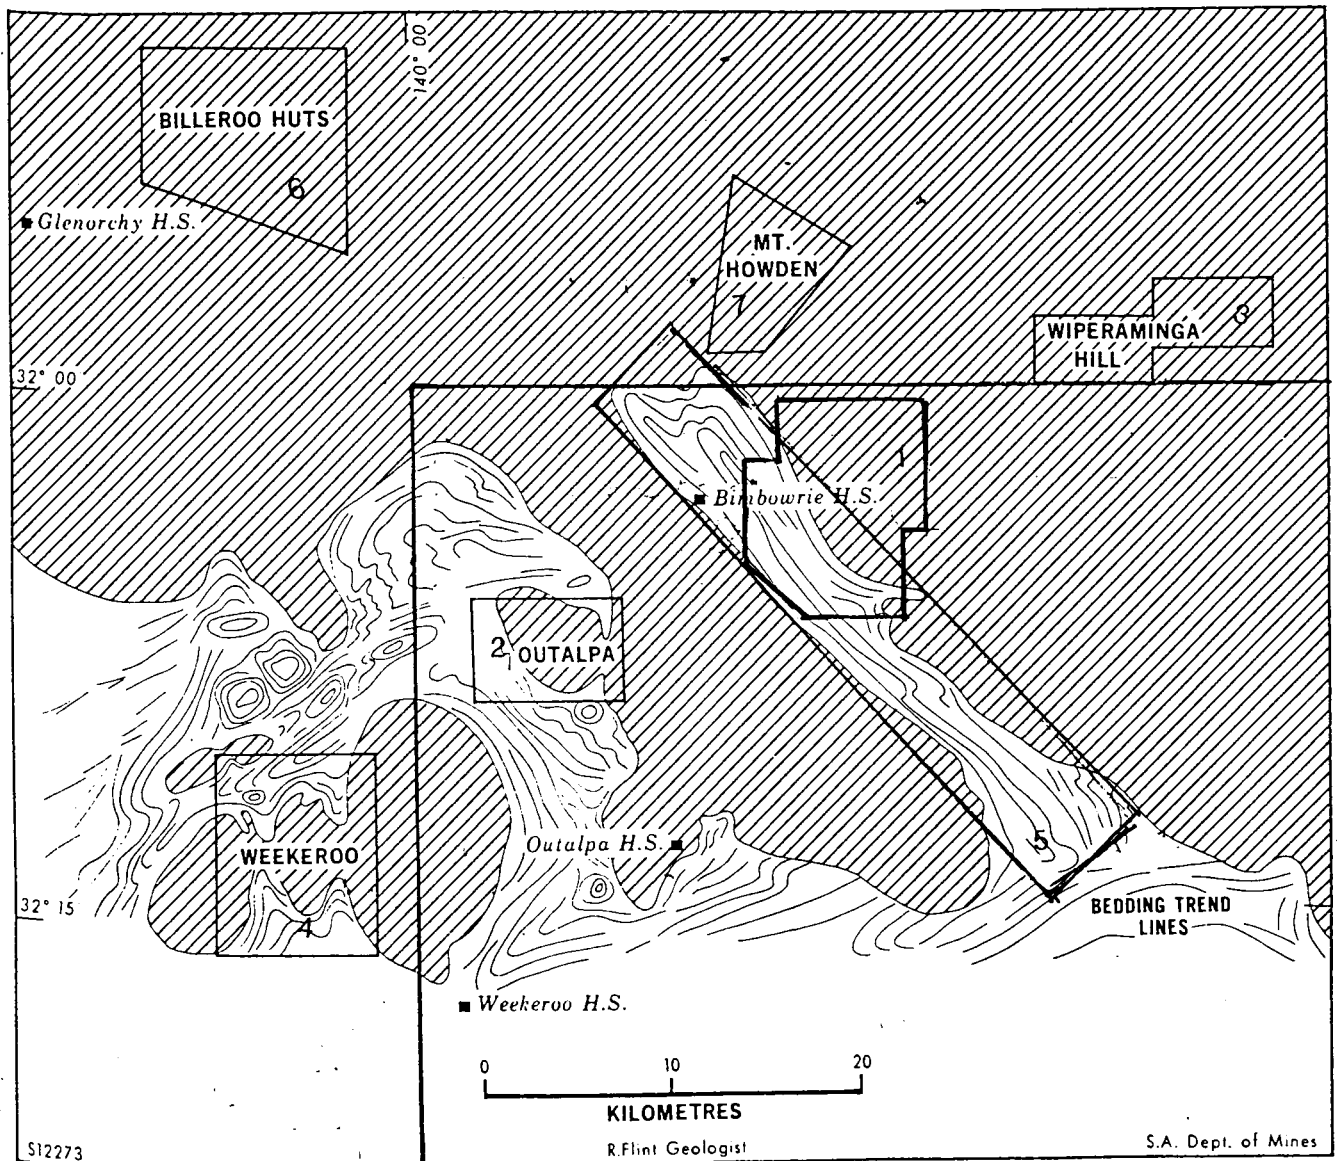 140° 00
BILLEROO HUTS
6
Glenorchy H.S.
MT.
HOWDEN
7
WIPERAMINGA
HILL
3
32° 00
1
Bimbowrie H.S.
2
OUTALPA
Outalpa H.S.
WEEKEROO
4
5
32° 15
BEDDING TREND
LINES
Weekeroo H.S.
0 10 20
KILOMETRES
R.Flint Geologist
S12273
S.A. Dept. of Mines